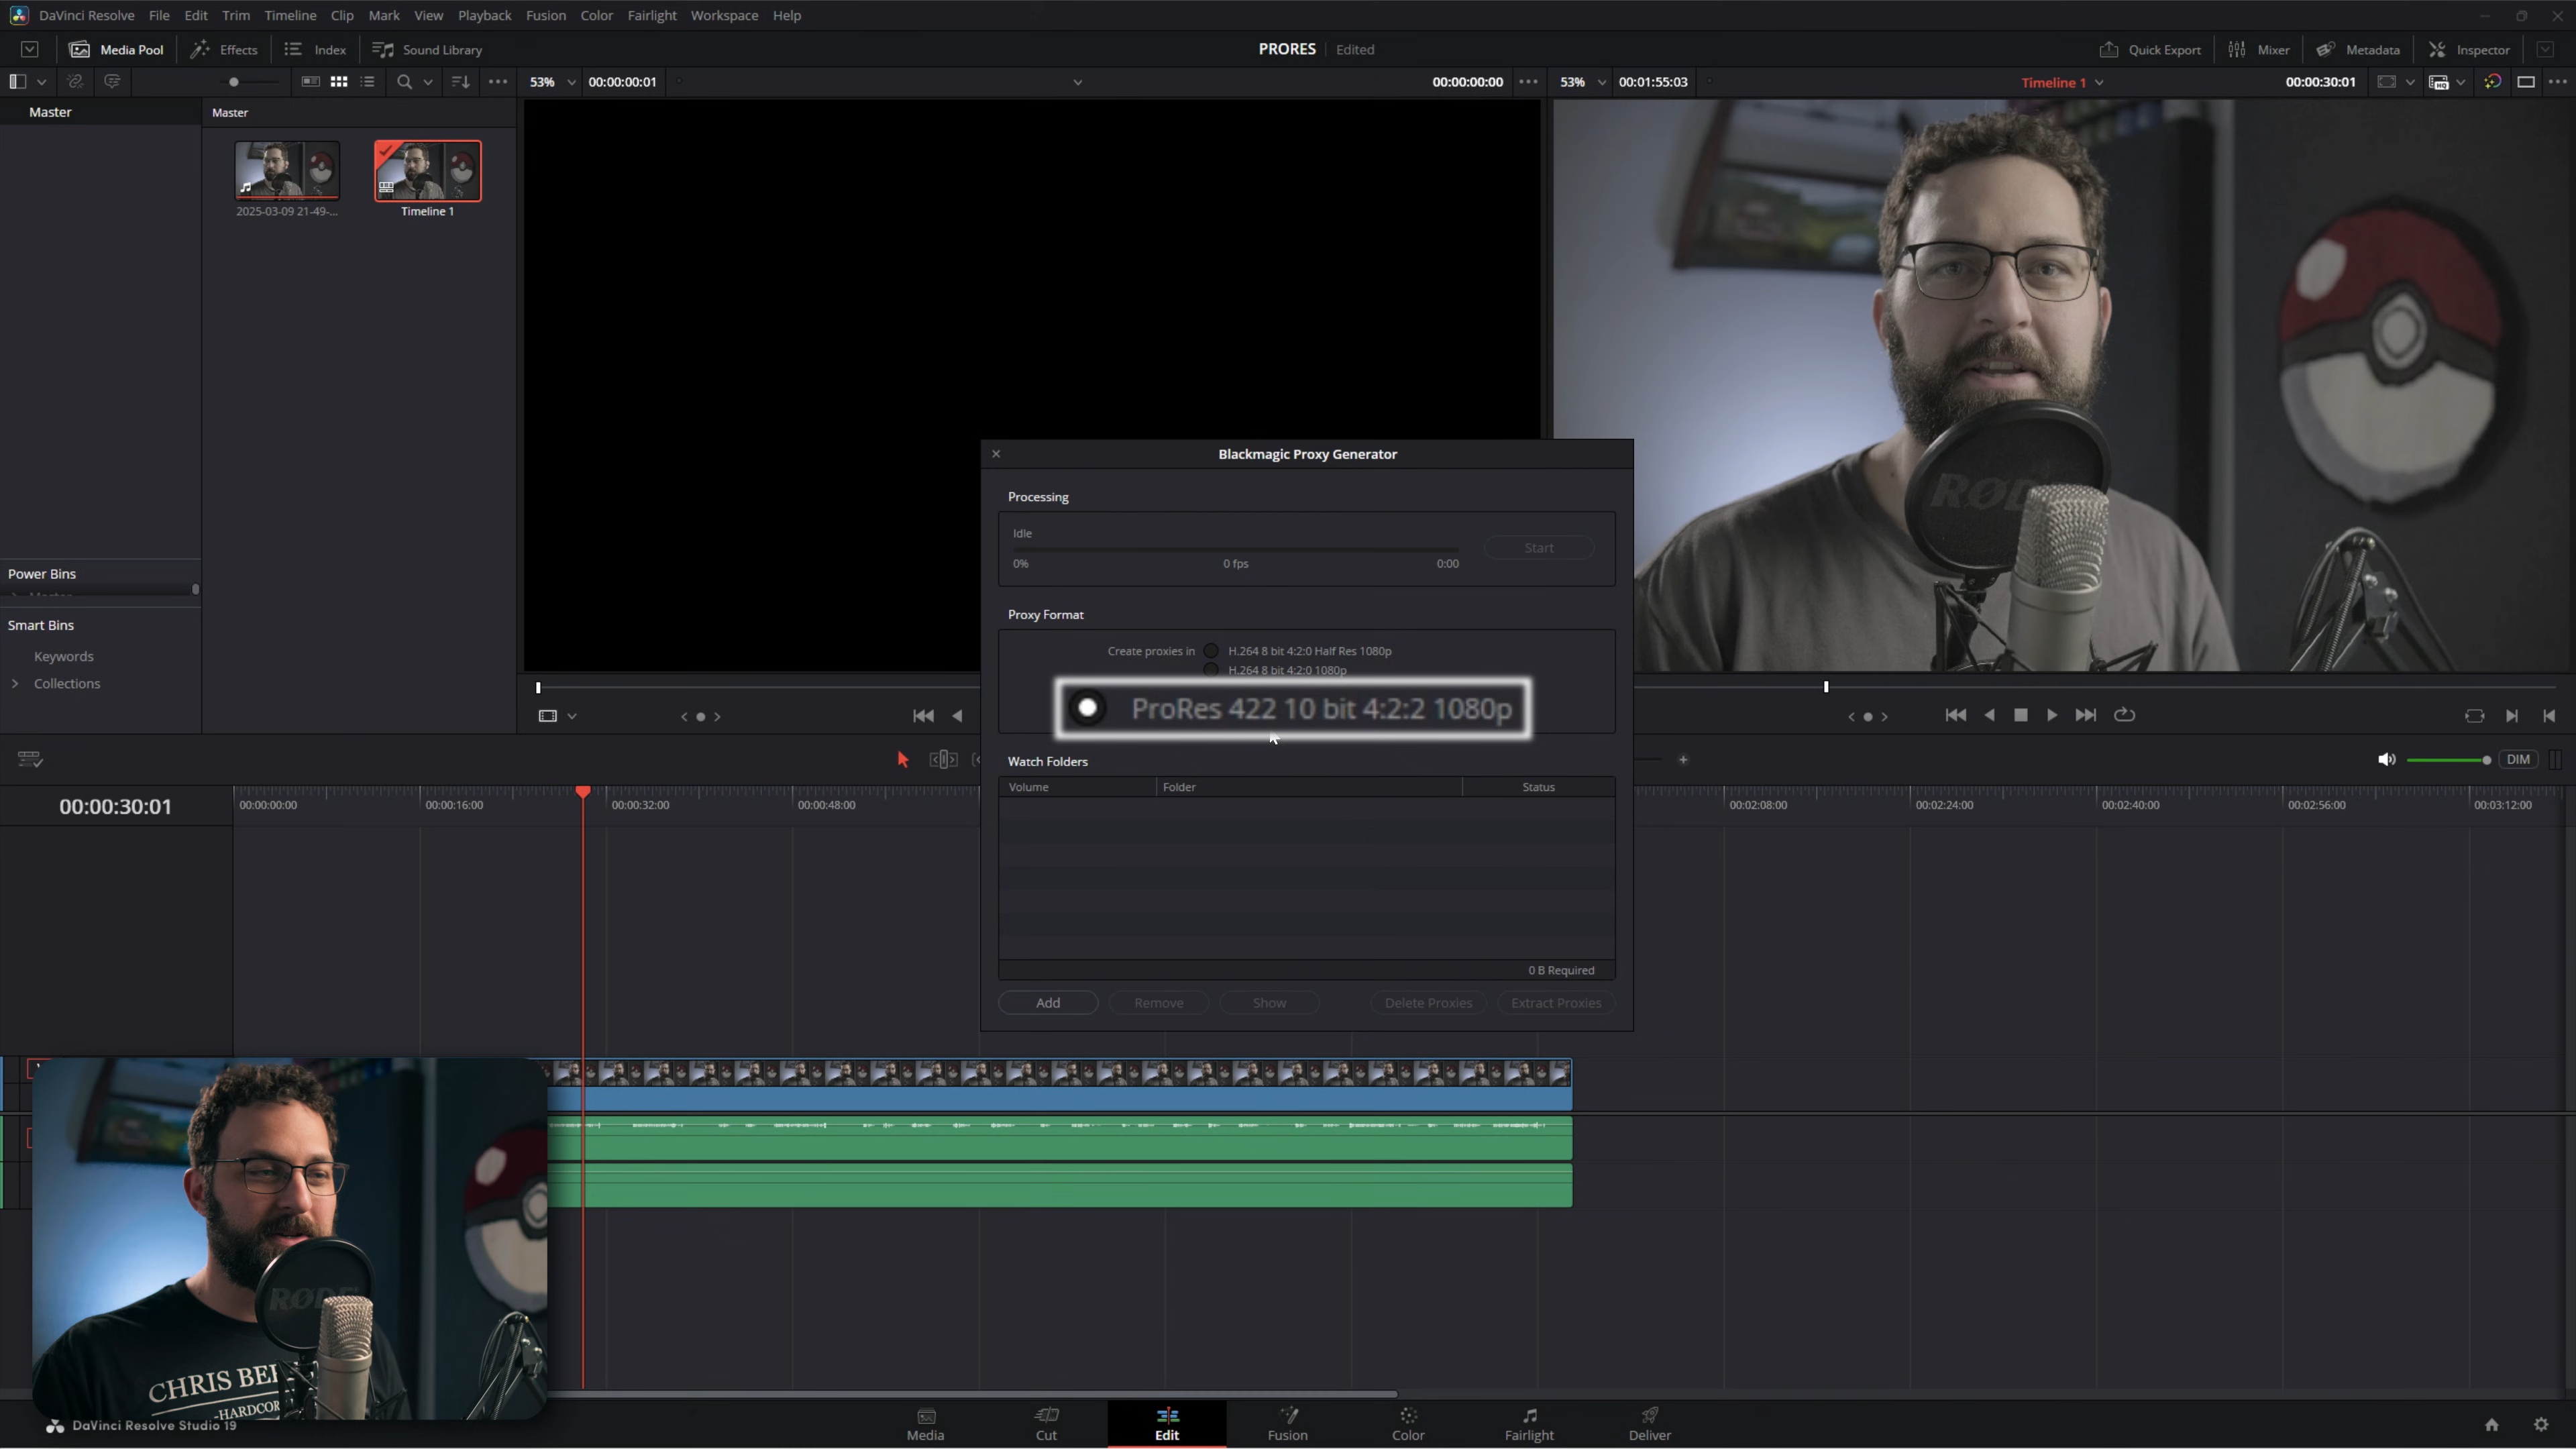 DaVinci Resolve File Edit Trim Timeline Clip Mark View Playback Fusion Color Fairlight Workspace Help
Media Pool Effects Index Sound Library PRORES Edited Quick Export Mixer Metadata Inspector
53% 00:00:00:01 00:00:00:00 53% 00:01:55:03 Timeline 1 00:00:30:01
Master Master
2025-03-09 21-49-... Timeline 1
Power Bins
Master
Smart Bins
Keywords
Collections
RØDE
Blackmagic Proxy Generator
Processing
Idle
Start
0% 0 fps 0:00
Proxy Format
Create proxies in H.264 8 bit 4:2:0 Half Res 1080p
H.264 8 bit 4:2:0 1080p
ProRes 422 10 bit 4:2:2 1080p
Watch Folders
Volume Folder Status
0 B Required
Add Remove Show Delete Proxies Extract Proxies
DIM
00:00:30:01 00:00:00:00 00:00:16:00 00:00:32:00 00:00:48:00 00:02:08:00 00:02:24:00 00:02:40:00 00:02:56:00 00:03:12:00
RØDE
CHRIS BE
-HARDCOR
DaVinci Resolve Studio 19
Media Cut Edit Fusion Color Fairlight Deliver